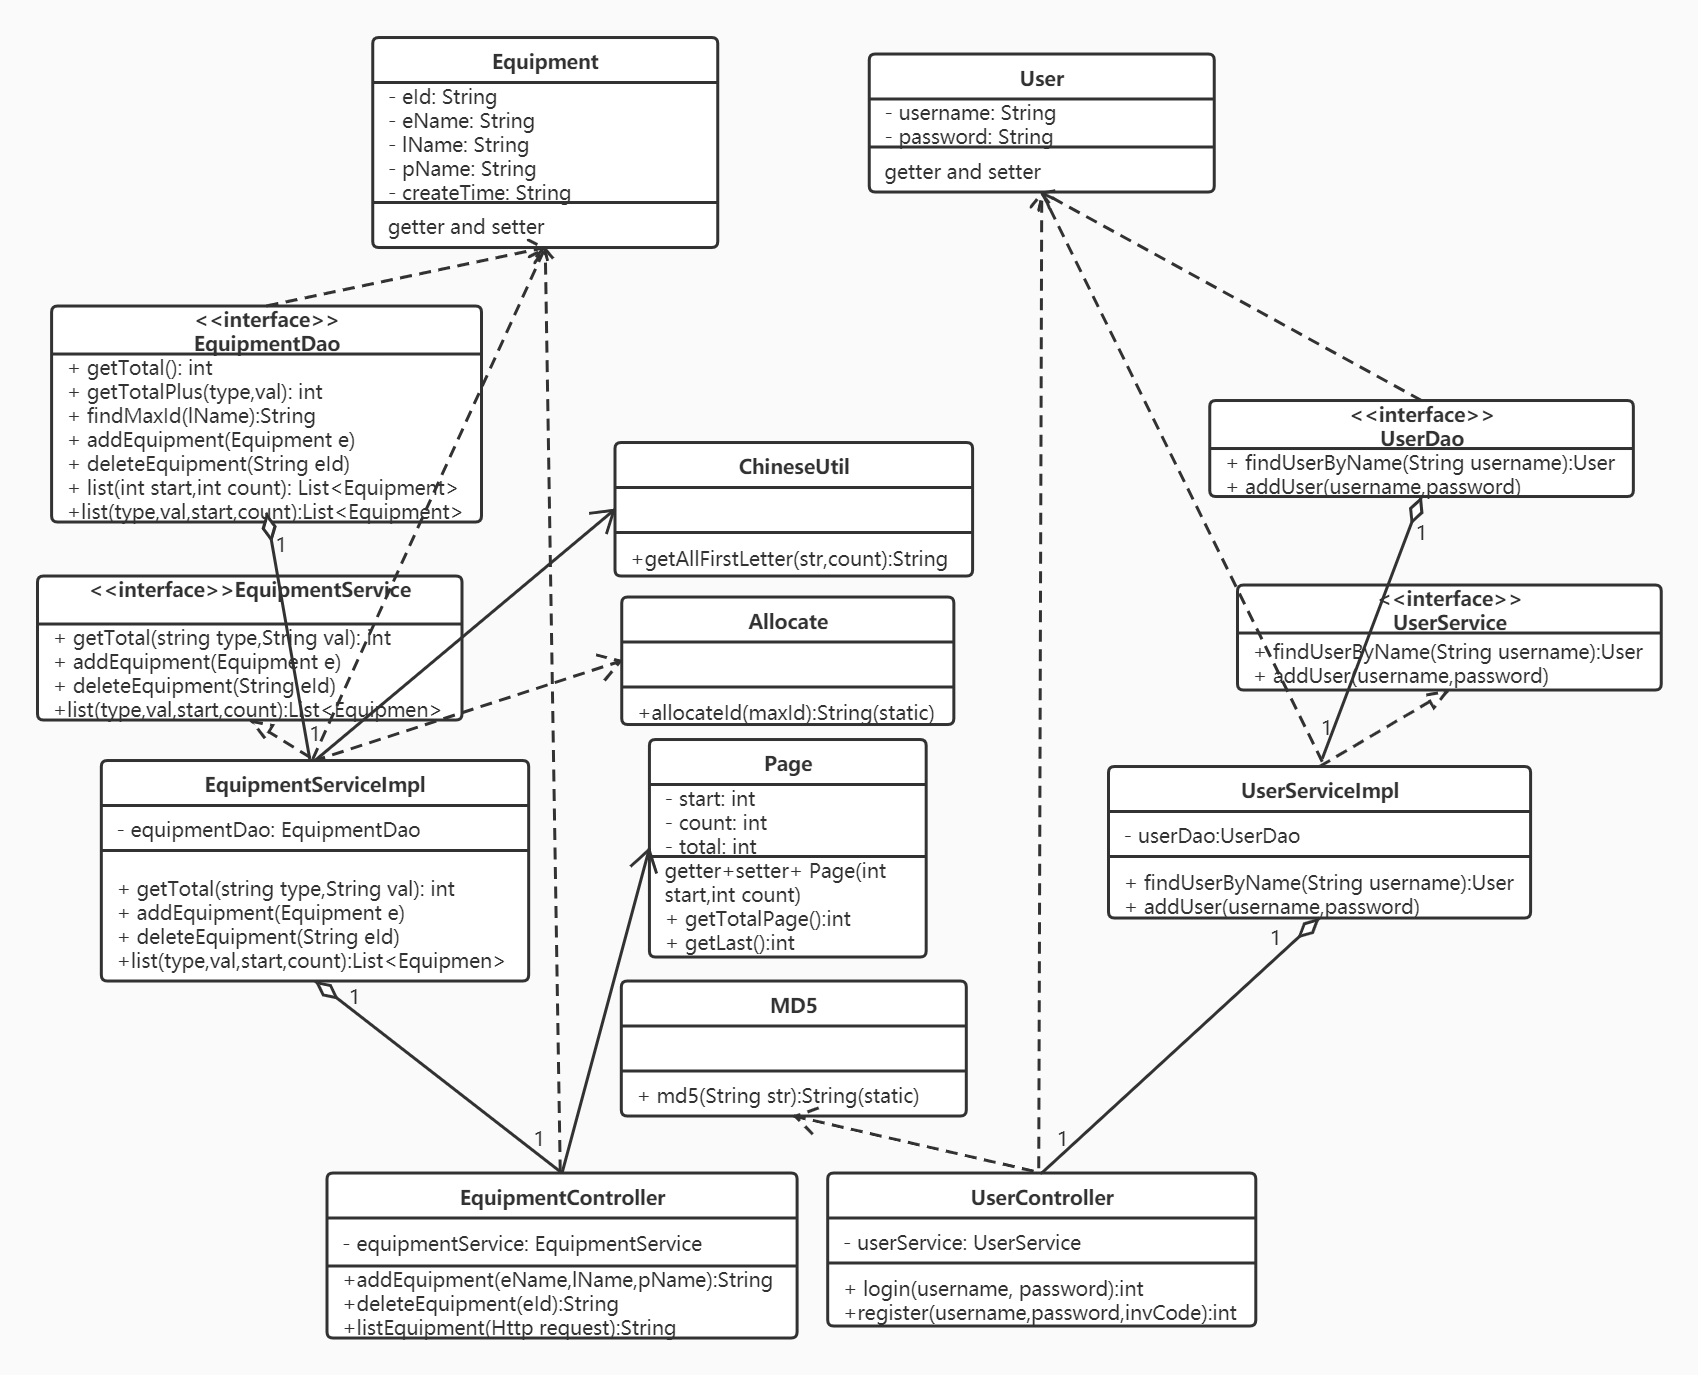 Equipment
- eId: String
- eName: String
- lName: String
- pName: String
- createTime: String
getter and setter
User
- username: String
- password: String
getter and setter
<<interface>>
EquipmentDao
+ getTotal(): int
+ getTotalPlus(type,val): int
+ findMaxId(lName):String
+ addEquipment(Equipment e)
+ deleteEquipment(String eId)
+ list(int start,int count): List<Equipment>
+list(type,val,start,count):List<Equipment>
1
<<interface>>
UserDao
+ findUserByName(String username):User
+ addUser(username,password)
1
ChineseUtil
+getAllFirstLetter(str,count):String
<<interface>>EquipmentService
+ getTotal(string type,String val): int
+ addEquipment(Equipment e)
+ deleteEquipment(String eId)
+list(type,val,start,count):List<Equipmen>
1
Allocate
+allocateId(maxId):String(static)
<<interface>>
UserService
+ findUserByName(String username):User
+ addUser(username,password)
1
EquipmentServiceImpl
- equipmentDao: EquipmentDao
+ getTotal(string type,String val): int
+ addEquipment(Equipment e)
+ deleteEquipment(String eId)
+list(type,val,start,count):List<Equipmen>
1
Page
- start: int
- count: int
- total: int
getter+setter+ Page(int
start,int count)
+ getTotalPage():int
+ getLast():int
UserServiceImpl
- userDao:UserDao
+ findUserByName(String username):User
+ addUser(username,password)
1
MD5
+ md5(String str):String(static)
1
1
EquipmentController
- equipmentService: EquipmentService
+addEquipment(eName,lName,pName):String
+deleteEquipment(eId):String
+listEquipment(Http request):String
UserController
- userService: UserService
+ login(username, password):int
+register(username,password,invCode):int